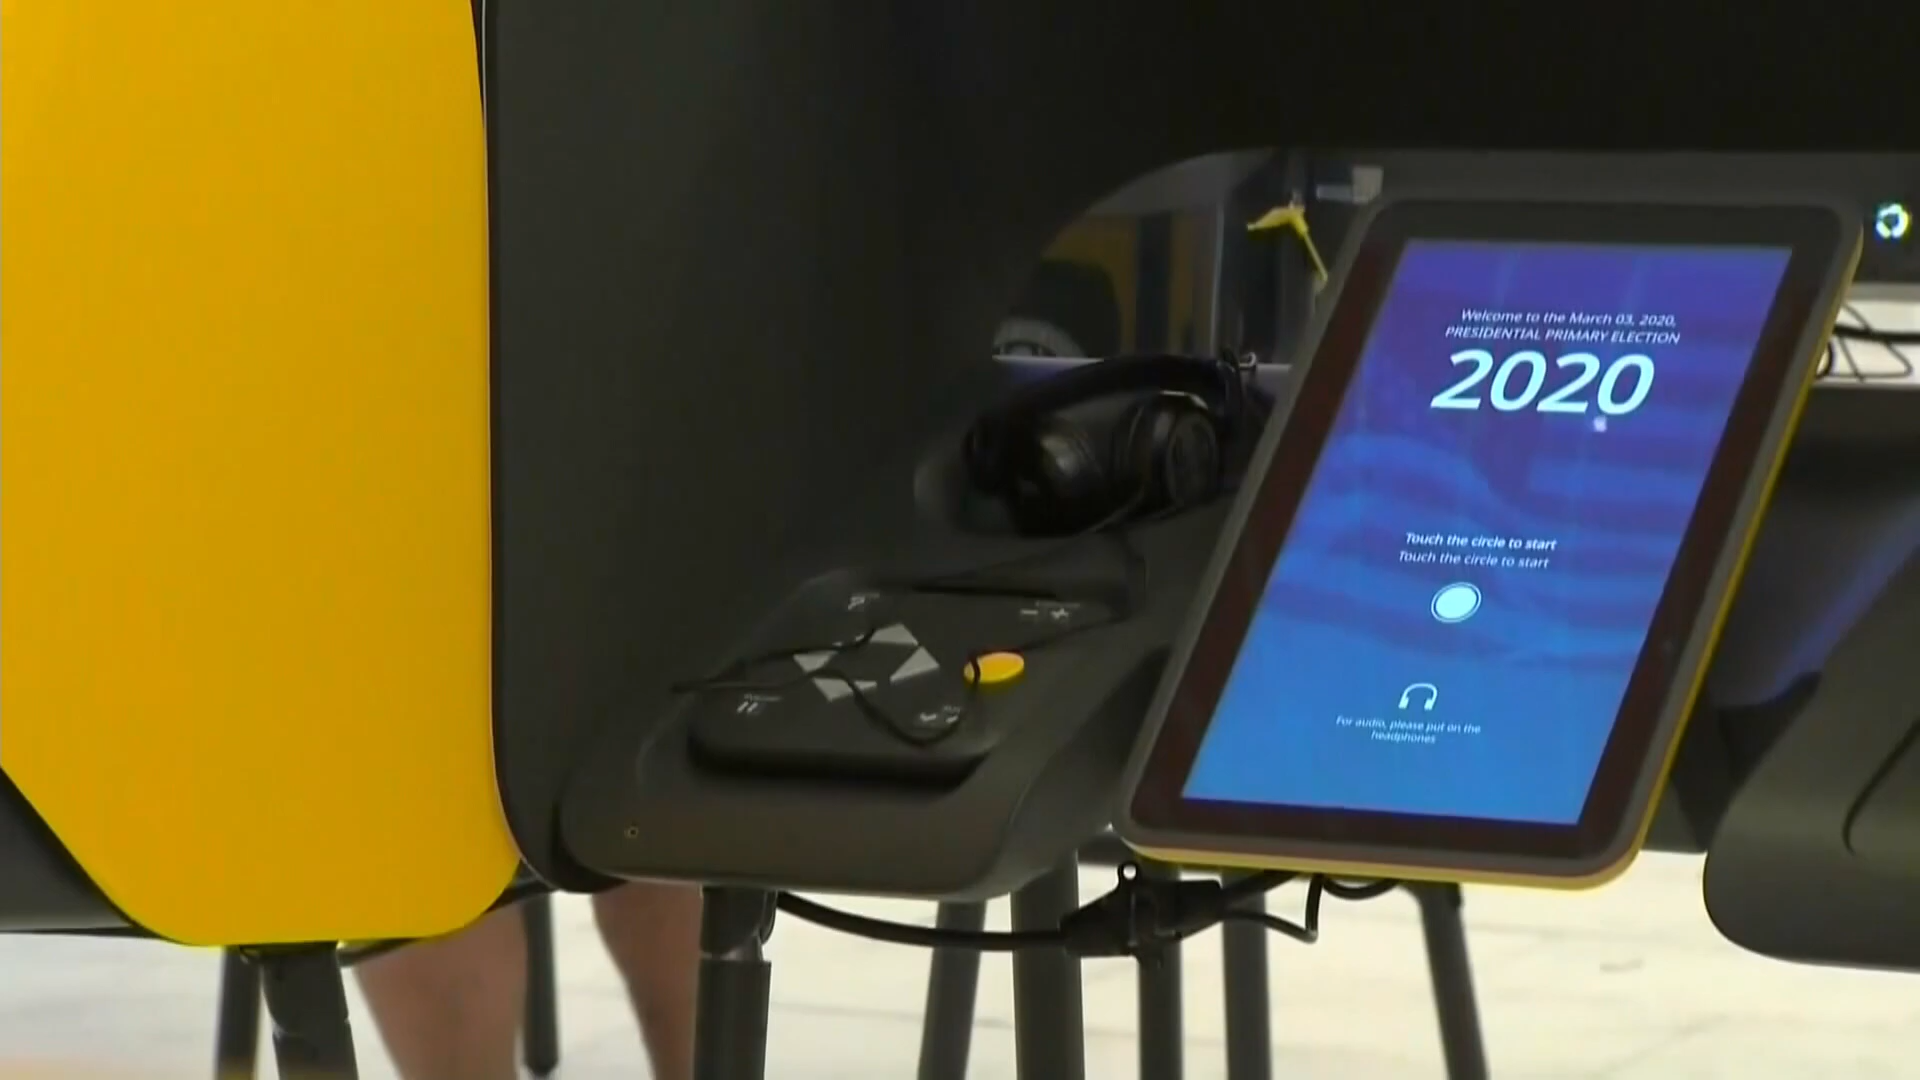 Welcome to the March 03, 2020,
PRESIDENTIAL PRIMARY ELECTION
2020
Touch the circle to start
Touch the circle to start
For audio, please put on the
headphones